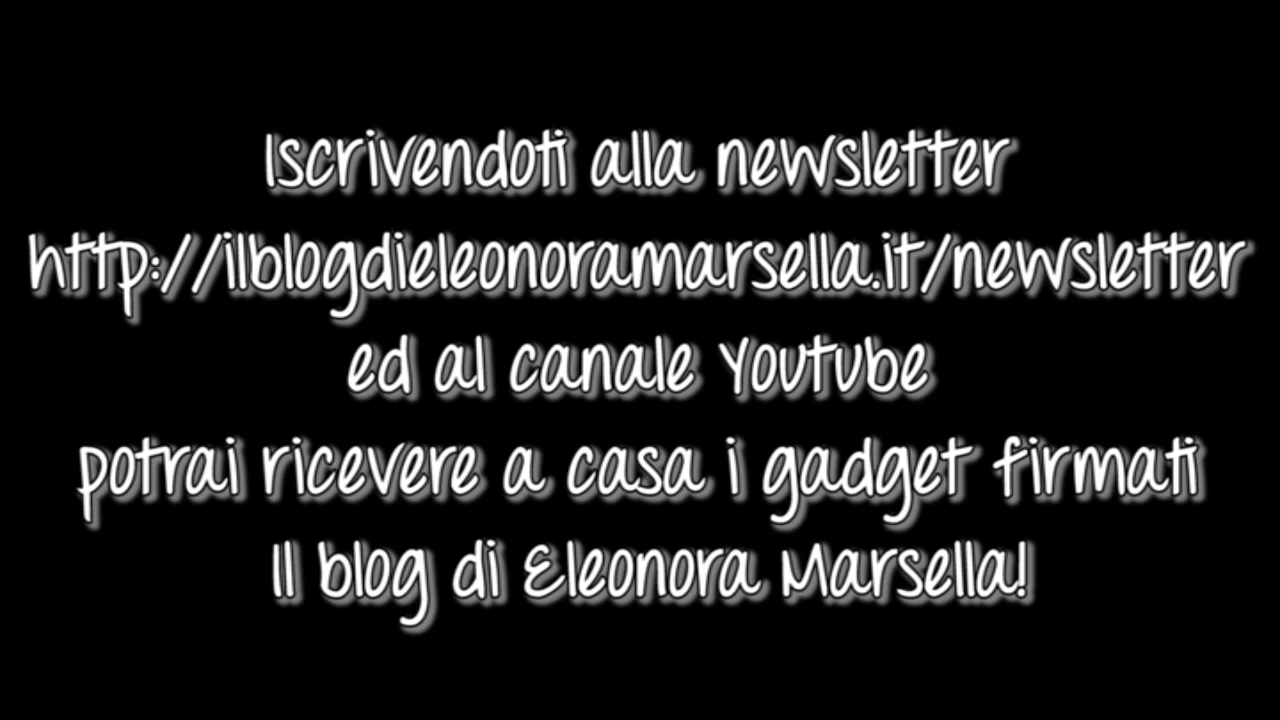 Iscrivendoti alla newsletter
http://ilblogdieleonoramarsella.it/newsletter
ed al canale Youtube
potrai ricevere a casa i gadget firmati
Il blog di Eleonora Marsella!